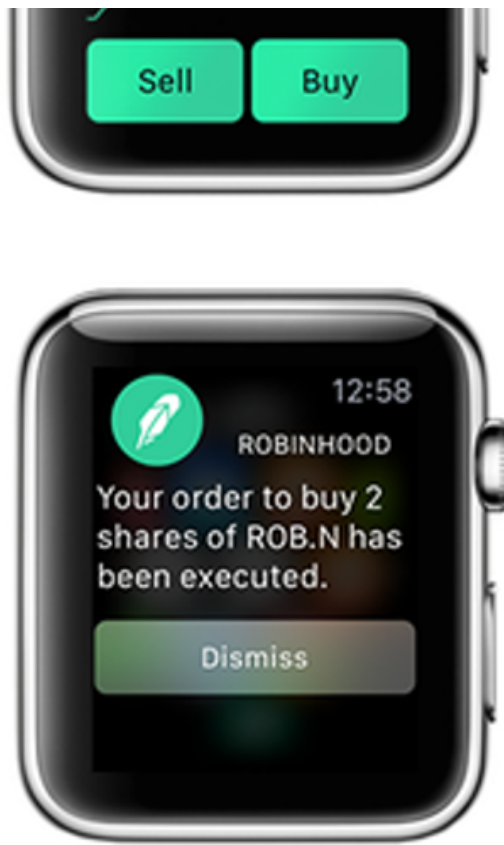 Sell Buy
12:58
ROBINHOOD
Your order to buy 2
shares of ROB.N has
been executed.
Dismiss